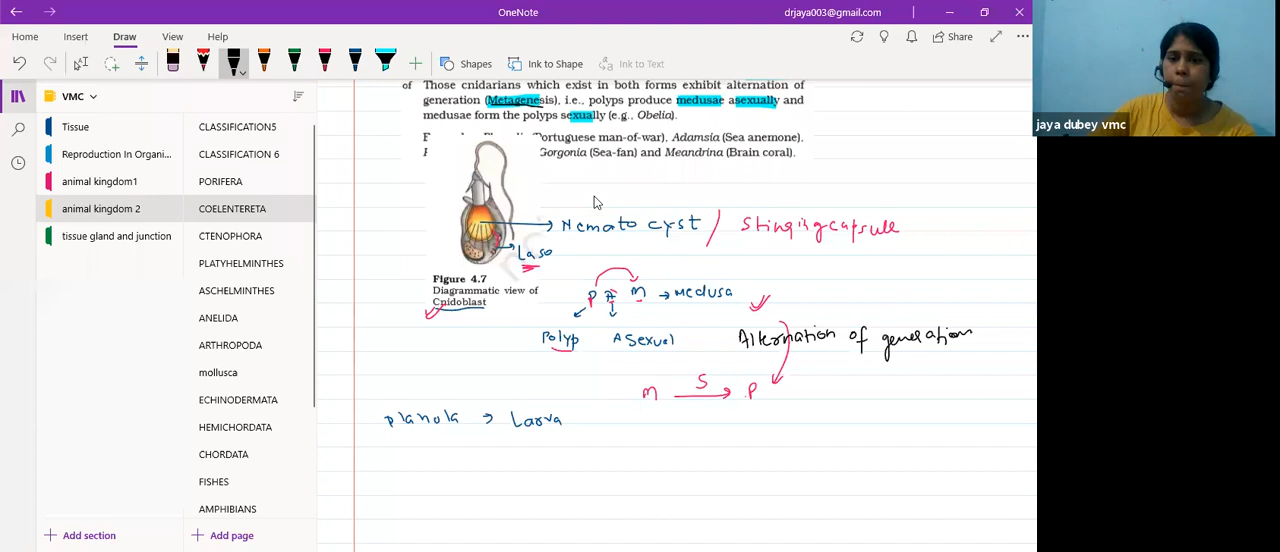 OneNote
drjaya003@gmail.com
Home Insert Draw View Help
Share
Shapes Ink to Shape Ink to Text
VMC
Tissue
Reproduction In Organi...
animal kingdom1
animal kingdom 2
tissue gland and junction
Add section
CLASSIFICATION5
CLASSIFICATION 6
PORIFERA
COELENTERETA
CTENOPHORA
PLATYHELMINTHES
ASCHELMINTHES
ANELIDA
ARTHROPODA
mollusca
ECHINODERMATA
HEMICHORDATA
CHORDATA
FISHES
AMPHIBIANS
Add page
of Those cnidarians which exist in both forms exhibit alternation of
generation (Metagenesis), i.e., polyps produce medusae asexually and
medusae form the polyps sexually (e.g., Obelia).
(Portuguese man-of-war), Adamsia (Sea anemone).
Gorgonia (Sea-fan) and Meandrina (Brain coral).
Nemato cyst / Stinging capsule
Laso
Figure 4.7
Diagrammatic view of
Cnidoblast
P A M → Medusa
Polyp Asexual Alternation of generation
M S → P
Planula → Larva
jaya dubey vmc